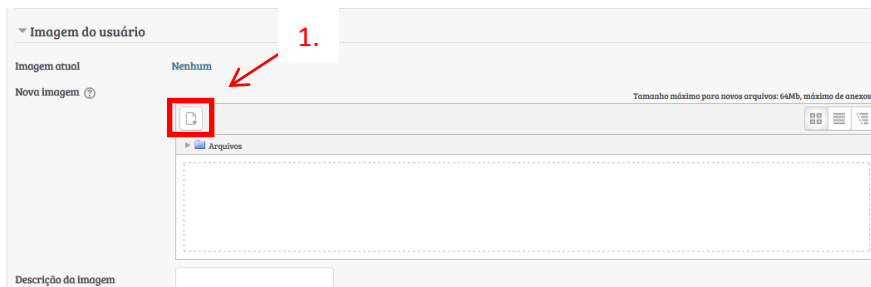 Imagem do usuário
1.
Imagem atual Nenhum
Nova imagem
Tamanho máximo para novos arquivos: 64Mb, máximo de anexos
Arquivos
Descrição da imagem